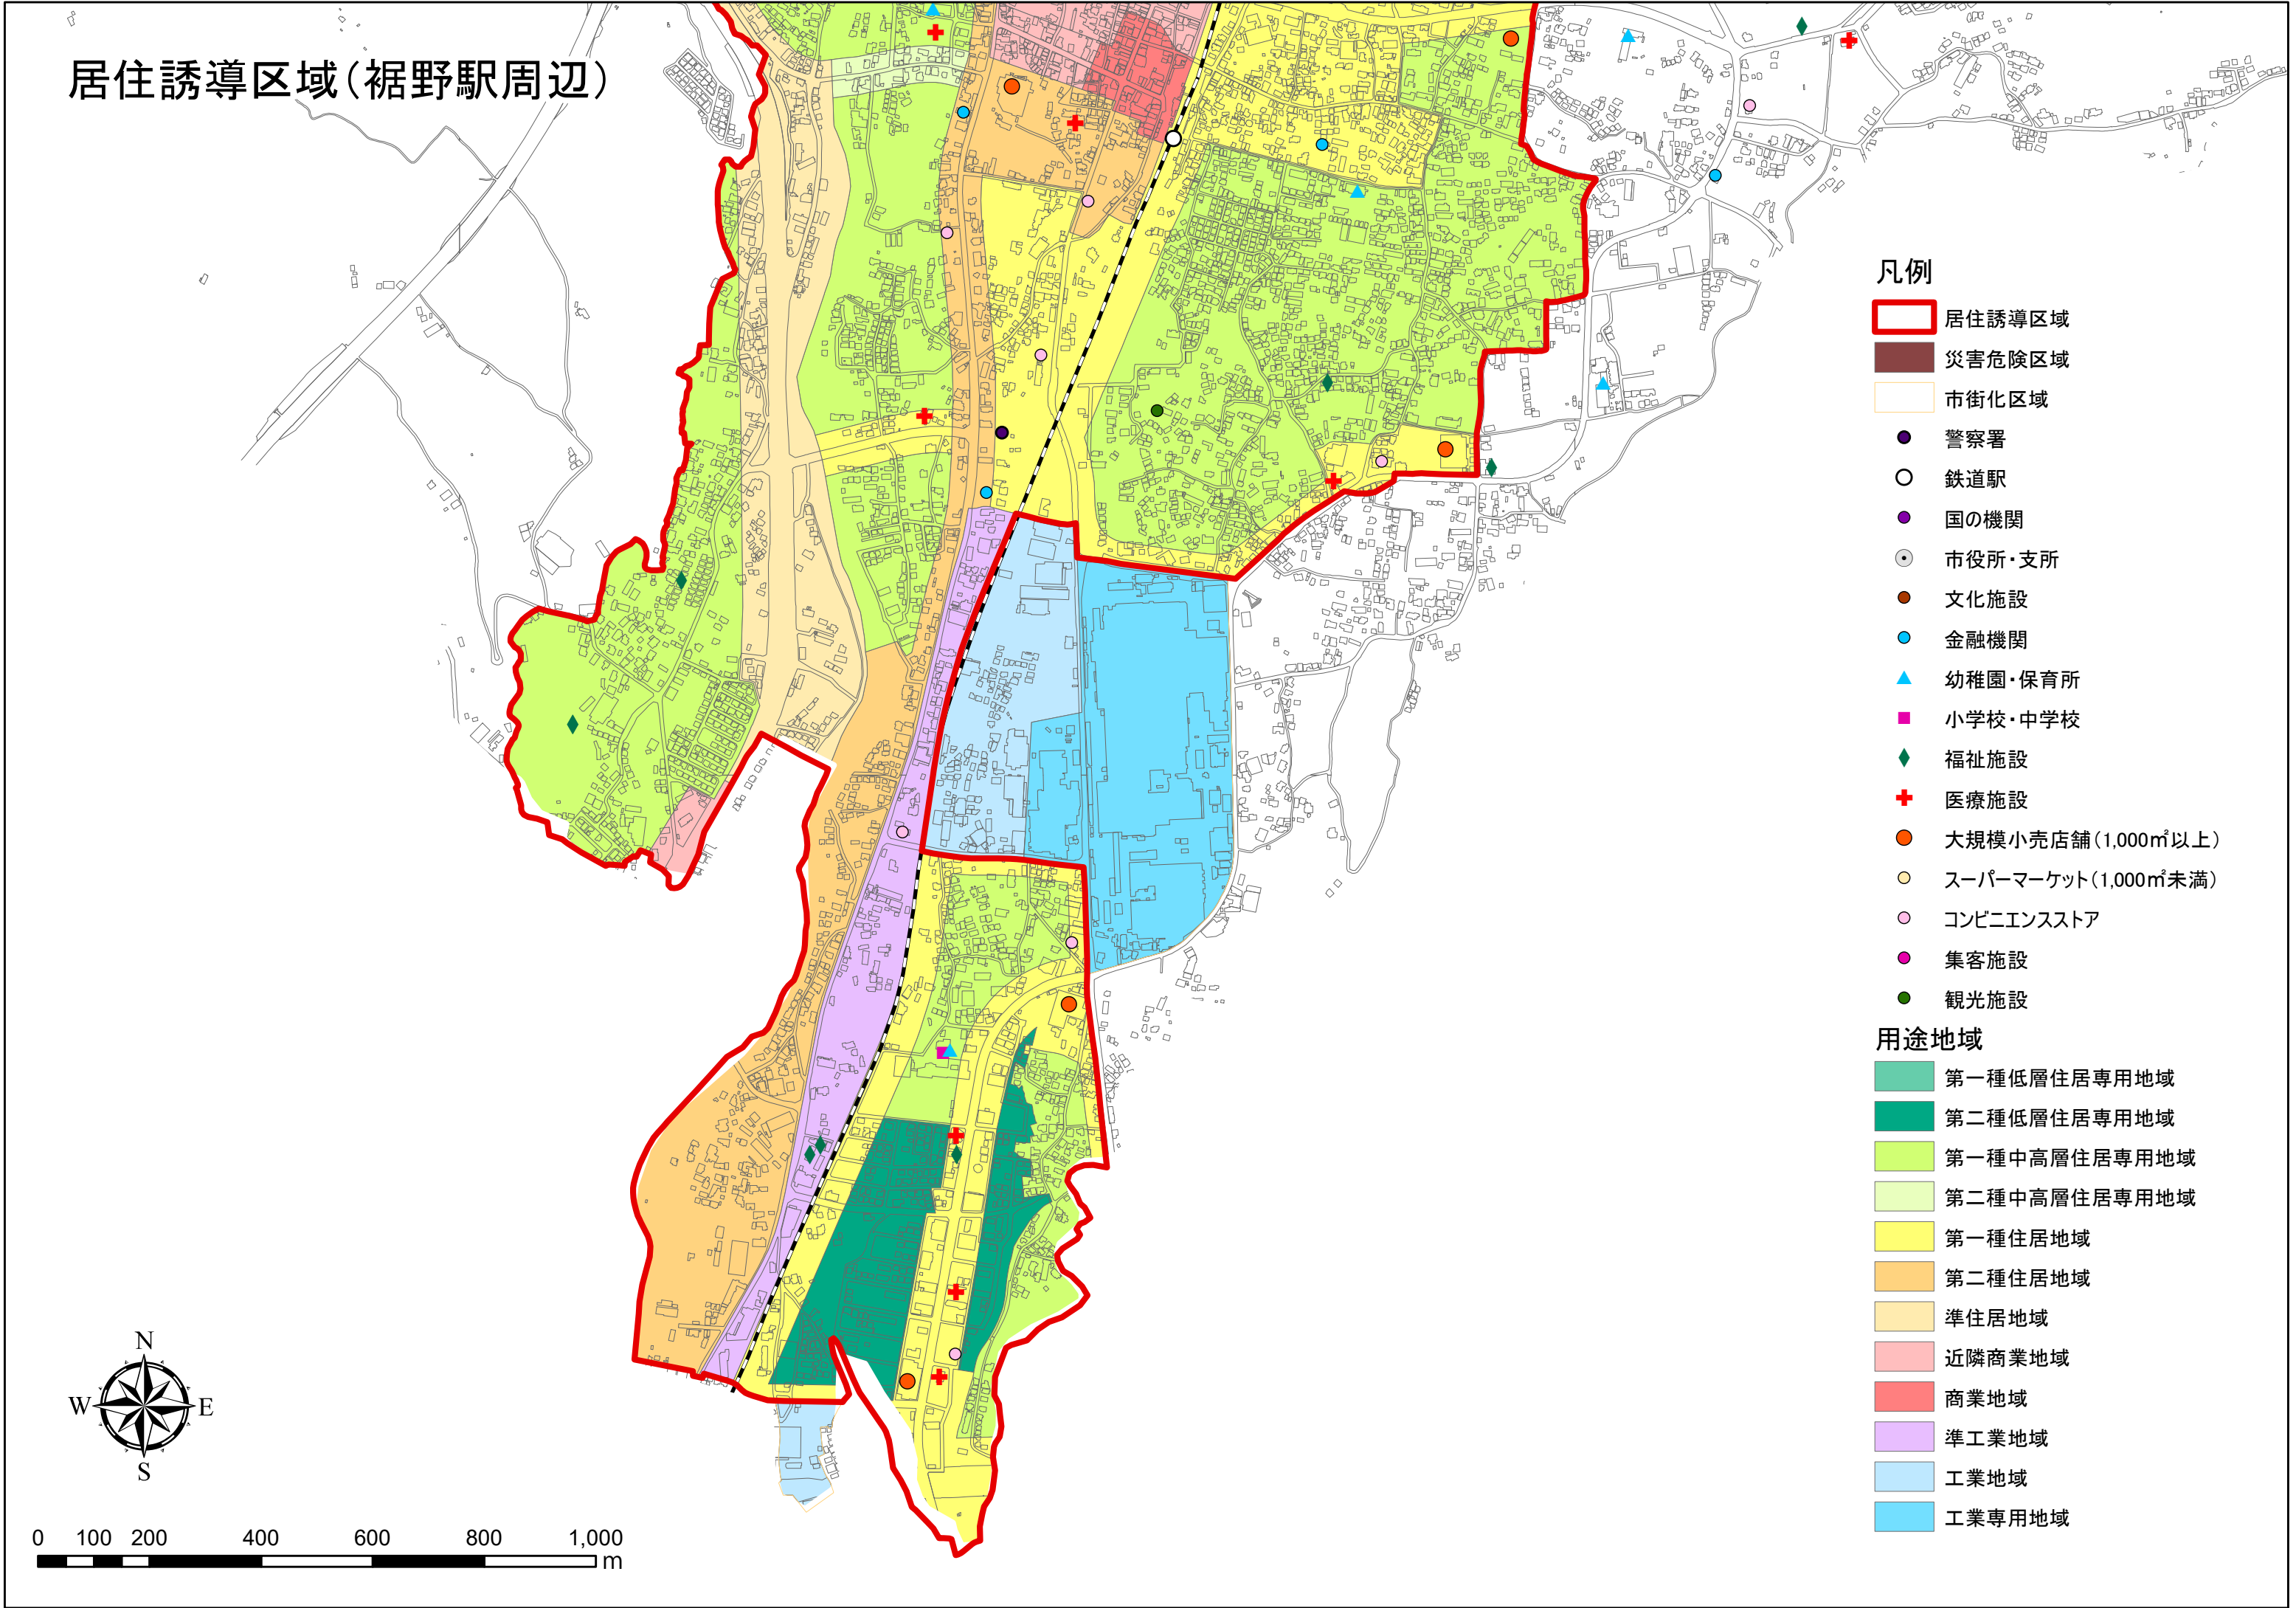 居住誘導区域(裾野駅周辺)
凡例
居住誘導区域
災害危険区域
市街化区域
警察署
鉄道駅
国の機関
市役所・支所
文化施設
金融機関
幼稚園・保育所
小学校・中学校
福祉施設
医療施設
大規模小売店舗(1,000㎡以上)
スーパーマーケット(1,000㎡未満)
コンビニエンスストア
集客施設
観光施設
用途地域
第一種低層住居専用地域
第二種低層住居専用地域
第一種中高層住居専用地域
第二種中高層住居専用地域
第一種住居地域
第二種住居地域
準住居地域
近隣商業地域
商業地域
準工業地域
工業地域
工業専用地域
N
W E
S
0 100 200 400 600 800 1,000
m